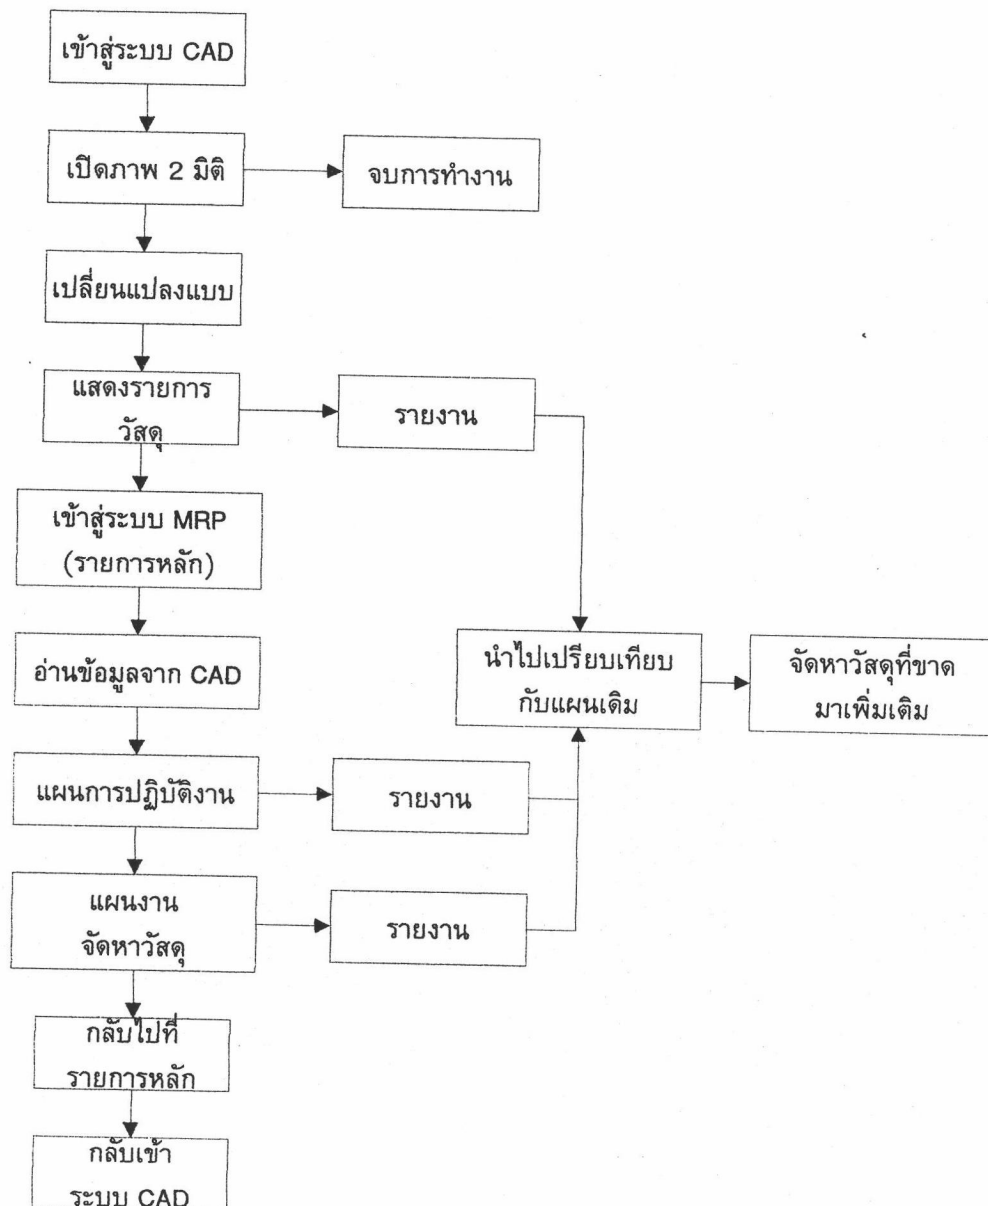 เข้าสู่ระบบ CAD
เปิดภาพ 2 มิติ
จบการทำงาน
เปลี่ยนแปลงแบบ
แสดงรายการ
วัสดุ
รายงาน
เข้าสู่ระบบ MRP
(รายการหลัก)
อ่านข้อมูลจาก CAD
นำไปเปรียบเทียบ
กับแผนเดิม
จัดหาวัสดุที่ขาด
มาเพิ่มเติม
แผนการปฏิบัติงาน
รายงาน
แผนงาน
จัดหาวัสดุ
รายงาน
กลับไปที่
รายการหลัก
กลับเข้า
ระบบ CAD